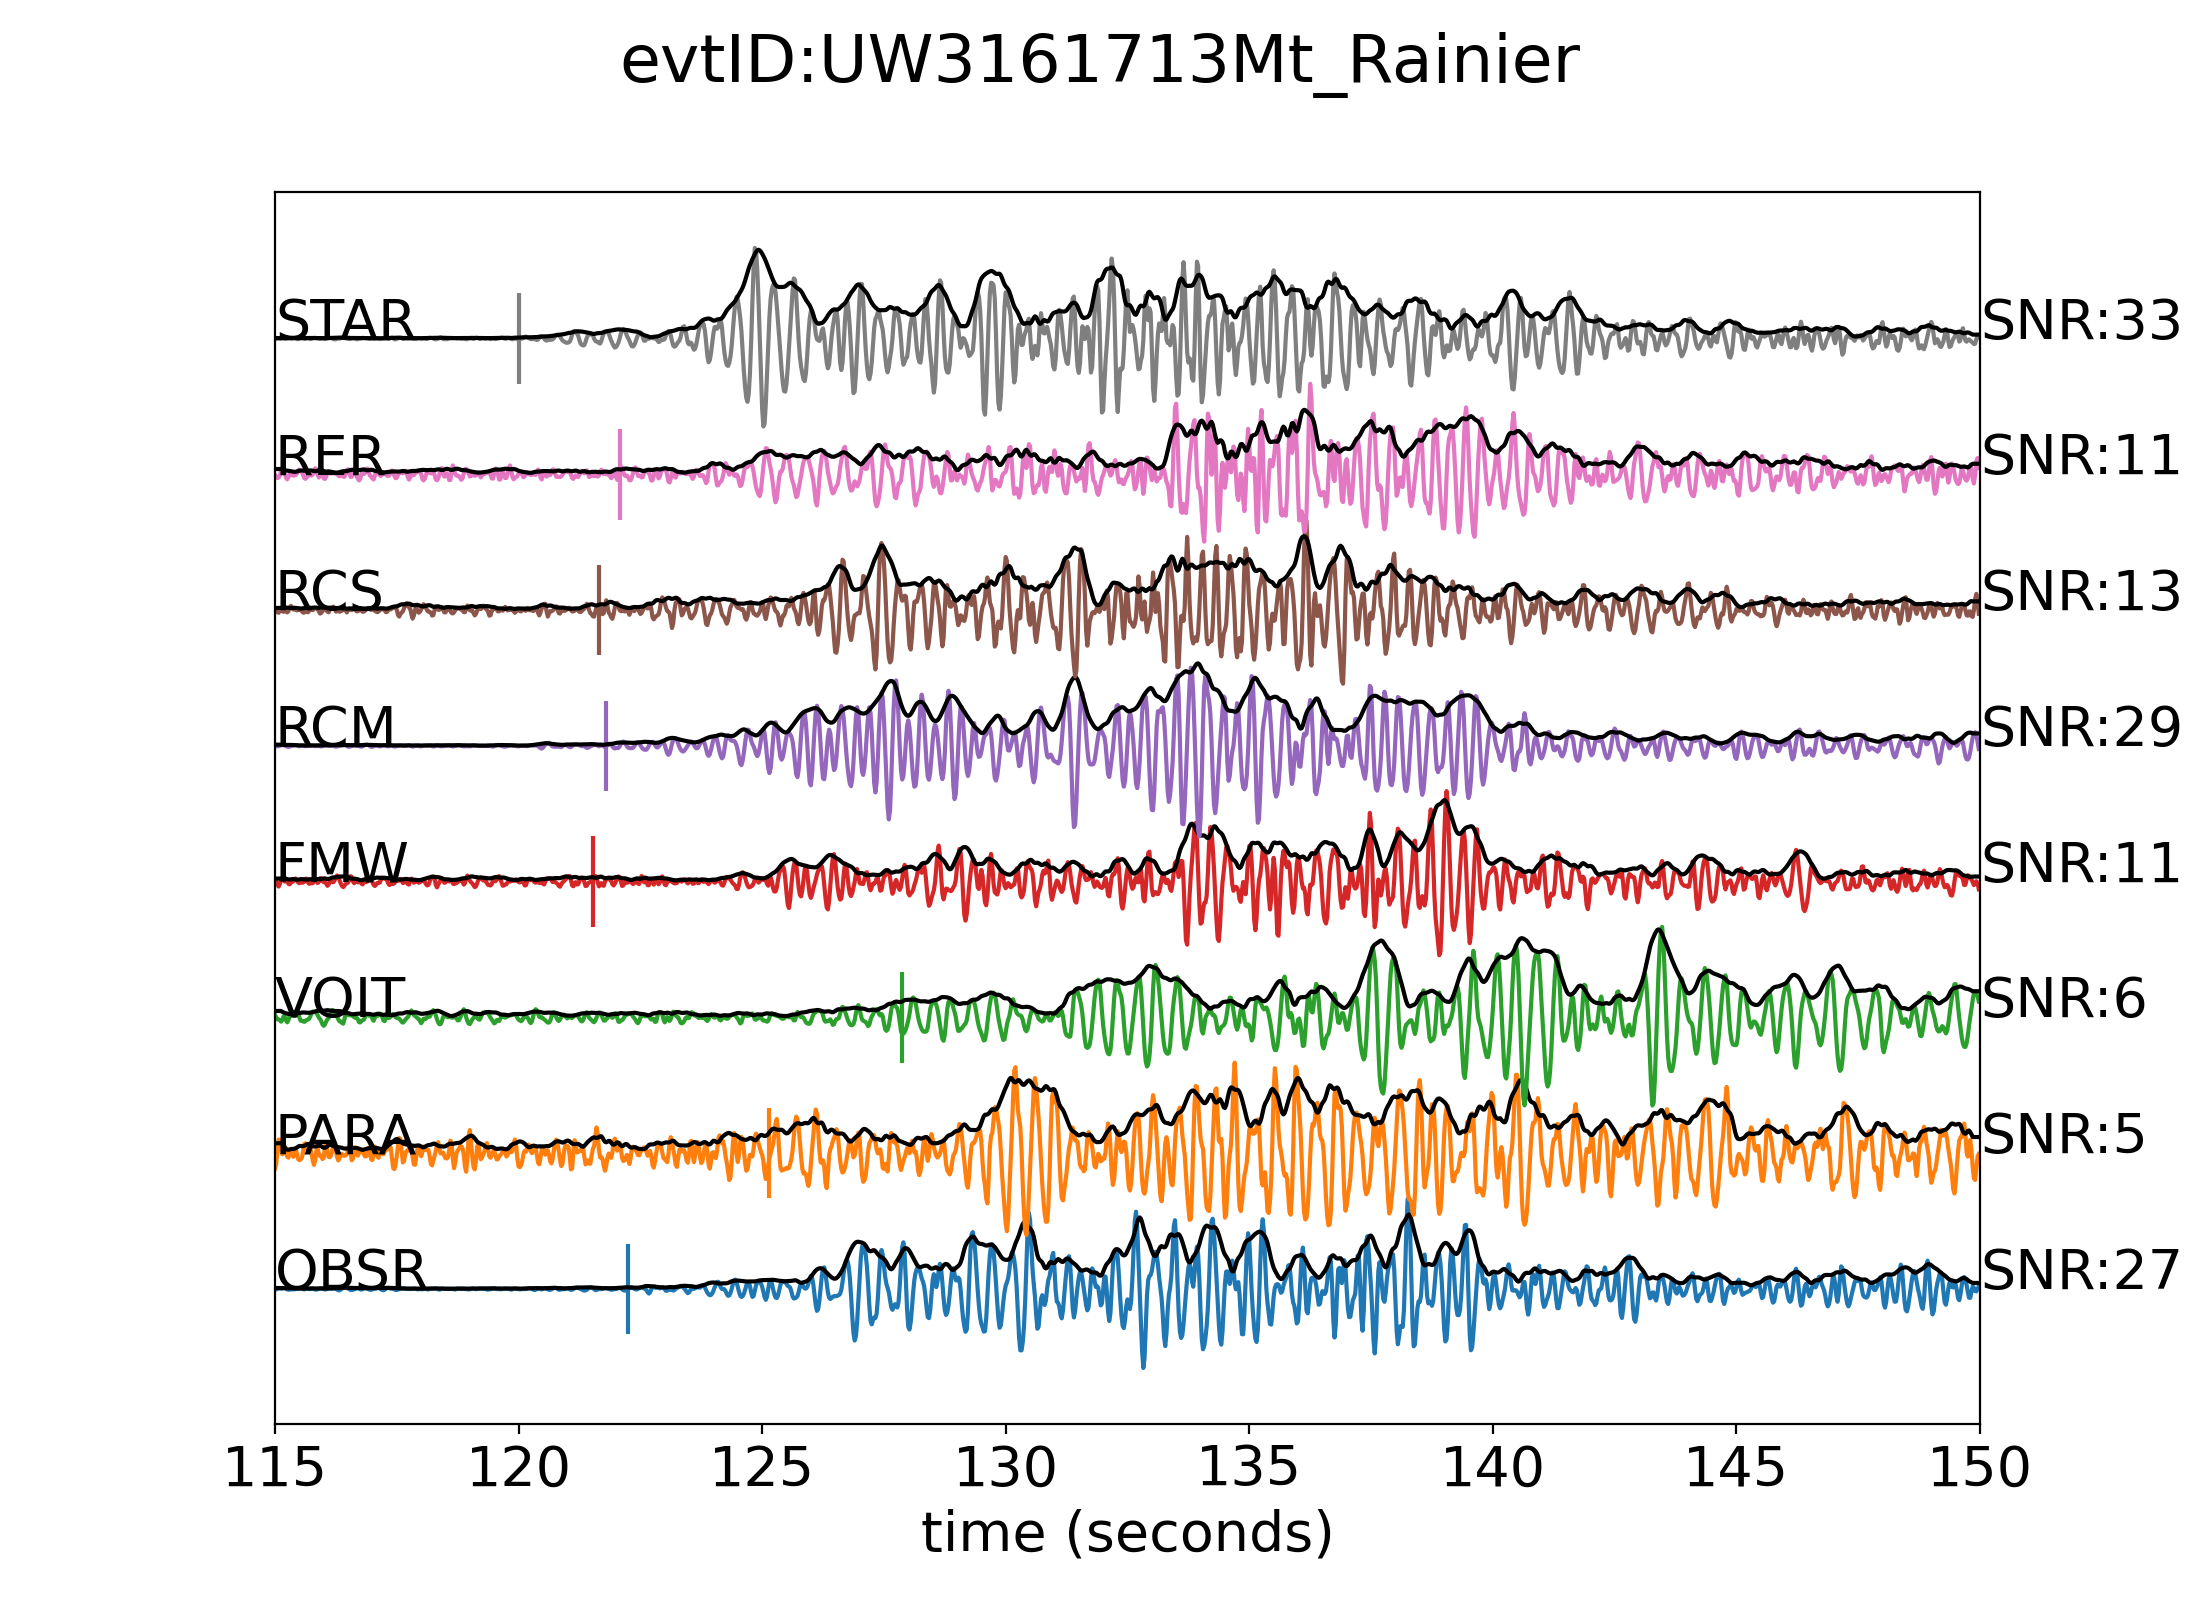 evtID:UW3161713Mt_Rainier
STAR SNR:33
RER SNR:11
RCS SNR:13
RCM SNR:29
FMW SNR:11
VOIT SNR:6
PARA SNR:5
OBSR SNR:27
115 120 125 130 135 140 145 150
time (seconds)